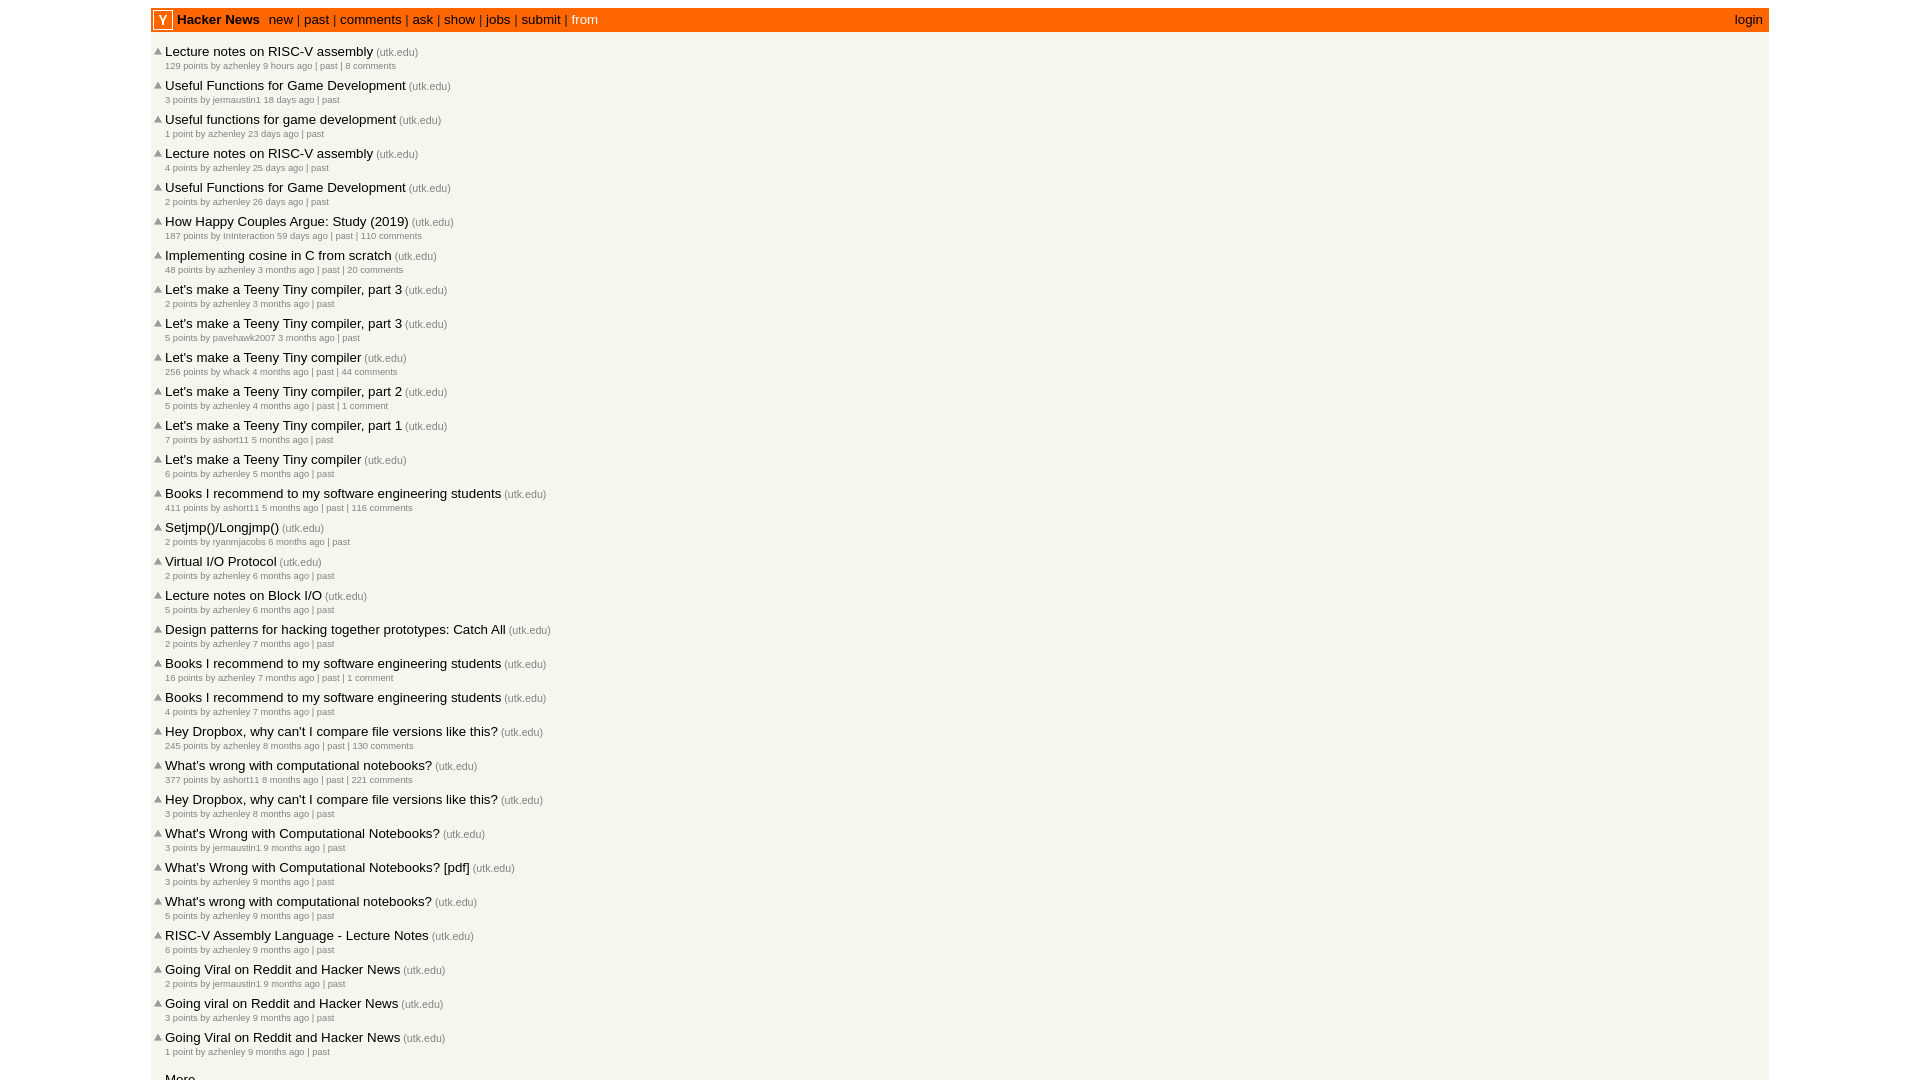 Y Hacker News new | past | comments | ask | show | jobs | submit | from login
Lecture notes on RISC-V assembly (utk.edu)
129 points by azhenley 9 hours ago | past | 8 comments
Useful Functions for Game Development (utk.edu)
3 points by jermaustin1 18 days ago | past
Useful functions for game development (utk.edu)
1 point by azhenley 23 days ago | past
Lecture notes on RISC-V assembly (utk.edu)
4 points by azhenley 25 days ago | past
Useful Functions for Game Development (utk.edu)
2 points by azhenley 26 days ago | past
How Happy Couples Argue: Study (2019) (utk.edu)
187 points by InInteraction 59 days ago | past | 110 comments
Implementing cosine in C from scratch (utk.edu)
48 points by azhenley 3 months ago | past | 20 comments
Let's make a Teeny Tiny compiler, part 3 (utk.edu)
2 points by azhenley 3 months ago | past
Let's make a Teeny Tiny compiler, part 3 (utk.edu)
5 points by pavehawk2007 3 months ago | past
Let's make a Teeny Tiny compiler (utk.edu)
256 points by whack 4 months ago | past | 44 comments
Let's make a Teeny Tiny compiler, part 2 (utk.edu)
5 points by azhenley 4 months ago | past | 1 comment
Let's make a Teeny Tiny compiler, part 1 (utk.edu)
7 points by ashort11 5 months ago | past
Let's make a Teeny Tiny compiler (utk.edu)
6 points by azhenley 5 months ago | past
Books I recommend to my software engineering students (utk.edu)
411 points by ashort11 5 months ago | past | 116 comments
Setjmp()/Longjmp() (utk.edu)
2 points by ryanmjacobs 6 months ago | past
Virtual I/O Protocol (utk.edu)
2 points by azhenley 6 months ago | past
Lecture notes on Block I/O (utk.edu)
5 points by azhenley 6 months ago | past
Design patterns for hacking together prototypes: Catch All (utk.edu)
2 points by azhenley 7 months ago | past
Books I recommend to my software engineering students (utk.edu)
16 points by azhenley 7 months ago | past | 1 comment
Books I recommend to my software engineering students (utk.edu)
4 points by azhenley 7 months ago | past
Hey Dropbox, why can't I compare file versions like this? (utk.edu)
245 points by azhenley 8 months ago | past | 130 comments
What’s wrong with computational notebooks? (utk.edu)
377 points by ashort11 8 months ago | past | 221 comments
Hey Dropbox, why can't I compare file versions like this? (utk.edu)
3 points by azhenley 8 months ago | past
What's Wrong with Computational Notebooks? (utk.edu)
3 points by jermaustin1 9 months ago | past
What’s Wrong with Computational Notebooks? [pdf] (utk.edu)
3 points by azhenley 9 months ago | past
What's wrong with computational notebooks? (utk.edu)
5 points by azhenley 9 months ago | past
RISC-V Assembly Language - Lecture Notes (utk.edu)
6 points by azhenley 9 months ago | past
Going Viral on Reddit and Hacker News (utk.edu)
2 points by jermaustin1 9 months ago | past
Going viral on Reddit and Hacker News (utk.edu)
3 points by azhenley 9 months ago | past
Going Viral on Reddit and Hacker News (utk.edu)
1 point by azhenley 9 months ago | past
More